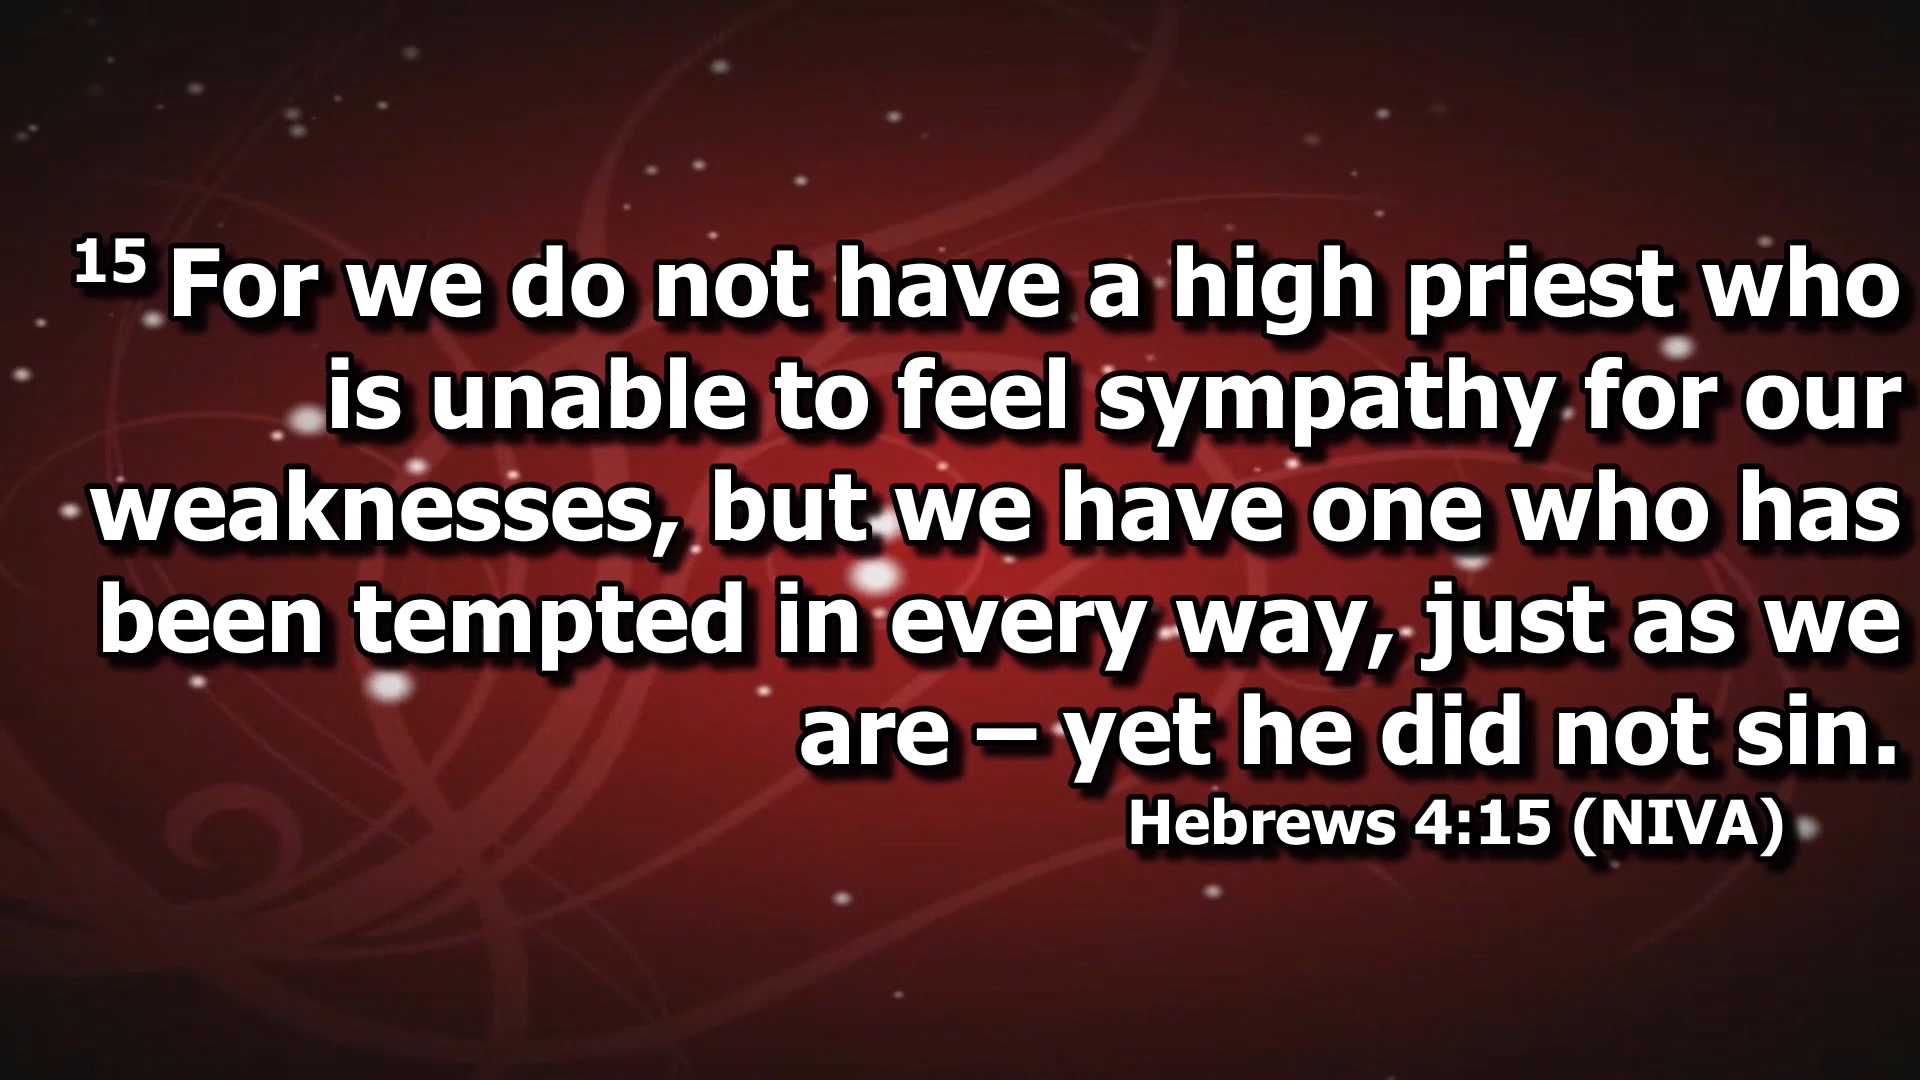 15 For we do not have a high priest who
is unable to feel sympathy for our
weaknesses, but we have one who has
been tempted in every way, just as we
are – yet he did not sin.
Hebrews 4:15 (NIVA)